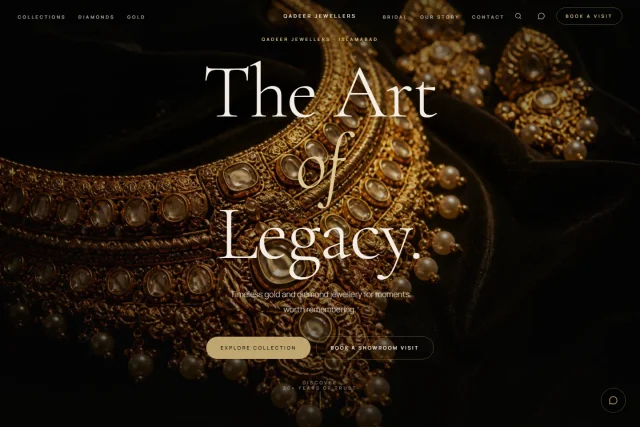 COLLECTIONS DIAMONDS GOLD QADEER JEWELLERS BRIDAL OUR STORY CONTACT BOOK A VISIT
QADEER JEWELLERS · ISLAMABAD
The Art
of
Legacy.
Timeless gold and diamond jewellery for moments
worth remembering.
EXPLORE COLLECTION BOOK A SHOWROOM VISIT
DISCOVER
50+ YEARS OF TRUST